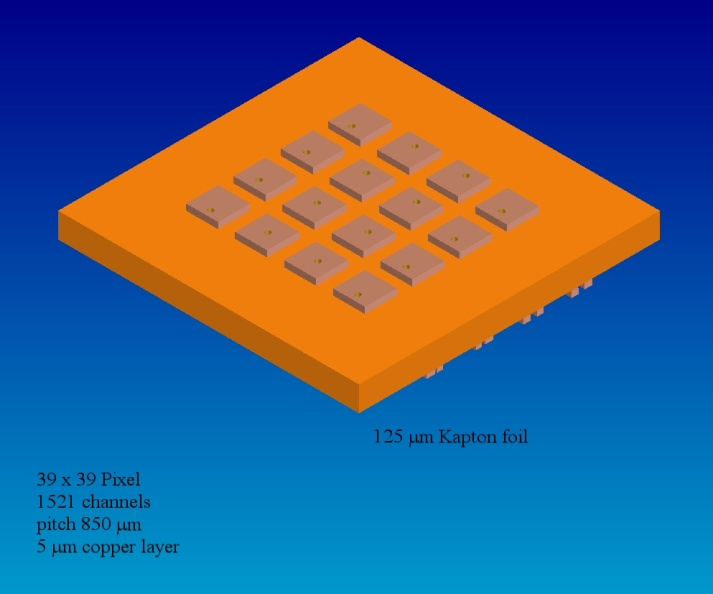 125 μm Kapton foil
39 x 39 Pixel
1521 channels
pitch 850 μm
5 μm copper layer